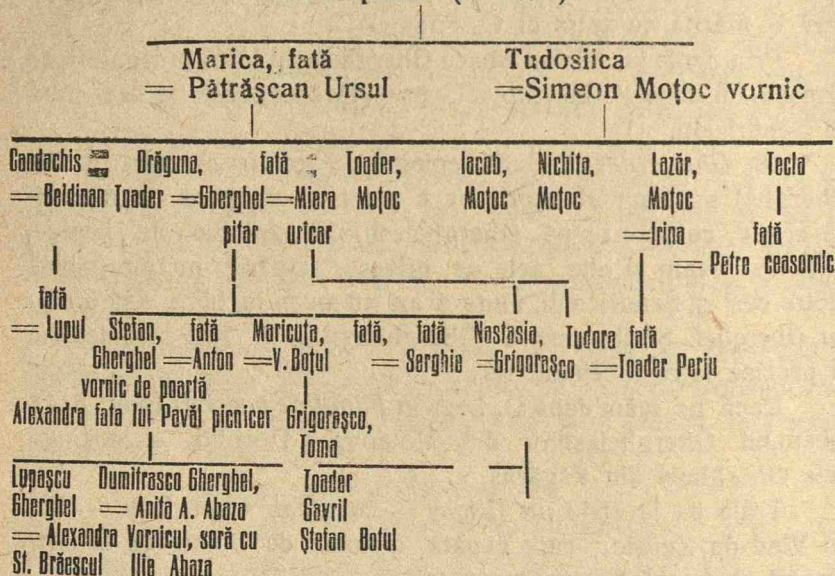 Marica, fată Tudosiica
= Pătrășcan Ursul =Simeon Moțoc vornic
Candachis = Drăguna, fată Toader, Iacob, Nichita, Lazăr, Tecla
= Beldinan Toader =Gherghel=Miera Moțoc Moțoc Moțoc Moțoc
pitar uricar =Irina fată
= Petre ceasornic
fată
= Lupul Stefan, fată Maricuța, fată, fată Nastasia, Tudora fată
Gherghel =Anton =V. Boțul = Serghie =Grigorașco =Toader Perju
vornic de poartă
Alexandra fata lui Pavăl picnicer Grigorașco,
Toma
Lupașcu Dumitrasco Gherghel, Toader
Gherghel = Anița A. Abaza Gavril
= Alexandra Vornicul, soră cu Ștefan Botul
St. Brăescul Ilie Abaza